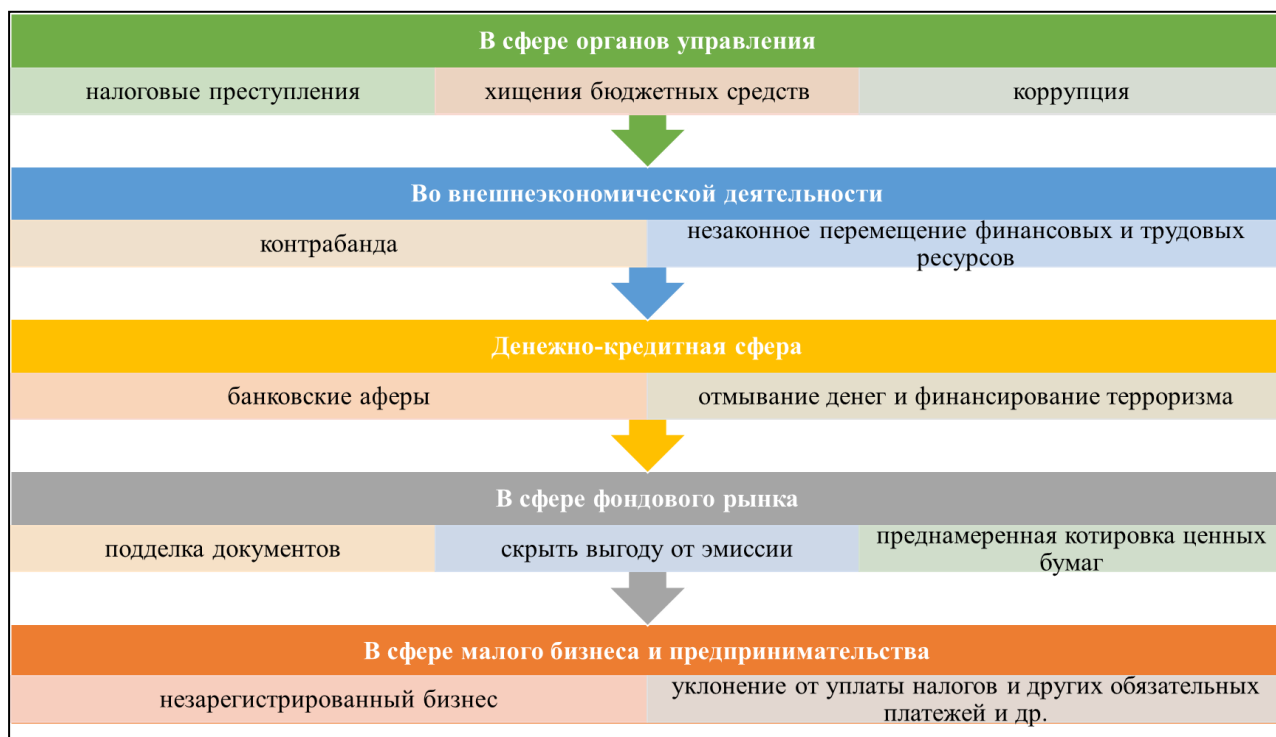 В сфере органов управления
налоговые преступления
хищения бюджетных средств
коррупция
Во внешнеэкономической деятельности
контрабанда
незаконное перемещение финансовых и трудовых
ресурсов
Денежно-кредитная сфера
банковские аферы
отмывание денег и финансирование терроризма
В сфере фондового рынка
подделка документов
скрыть выгоду от эмиссии
преднамеренная котировка ценных
бумаг
В сфере малого бизнеса и предпринимательства
незарегистрированный бизнес
уклонение от уплаты налогов и других обязательных
платежей и др.